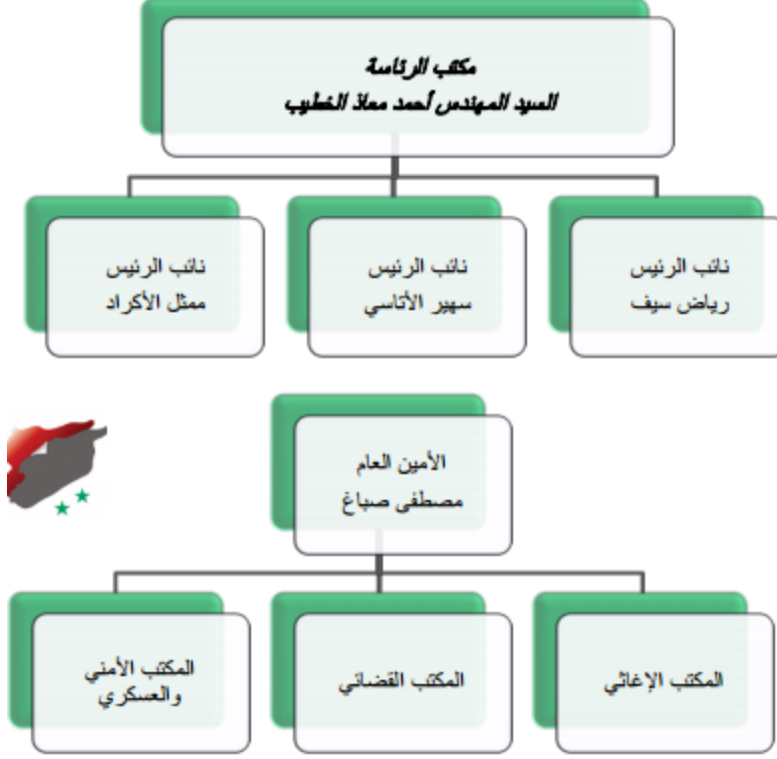 مكتب الرئاسة
السيد المهندس أحمد معاذ الخطيب
نائب الرئيس
رياض سيف
نائب الرئيس
سهير الأتاسي
نائب الرئيس
ممثل الأكراد
الأمين العام
مصطفى صباغ
المكتب الإغاثي
المكتب القضائي
المكتب الأمني
والعسكري